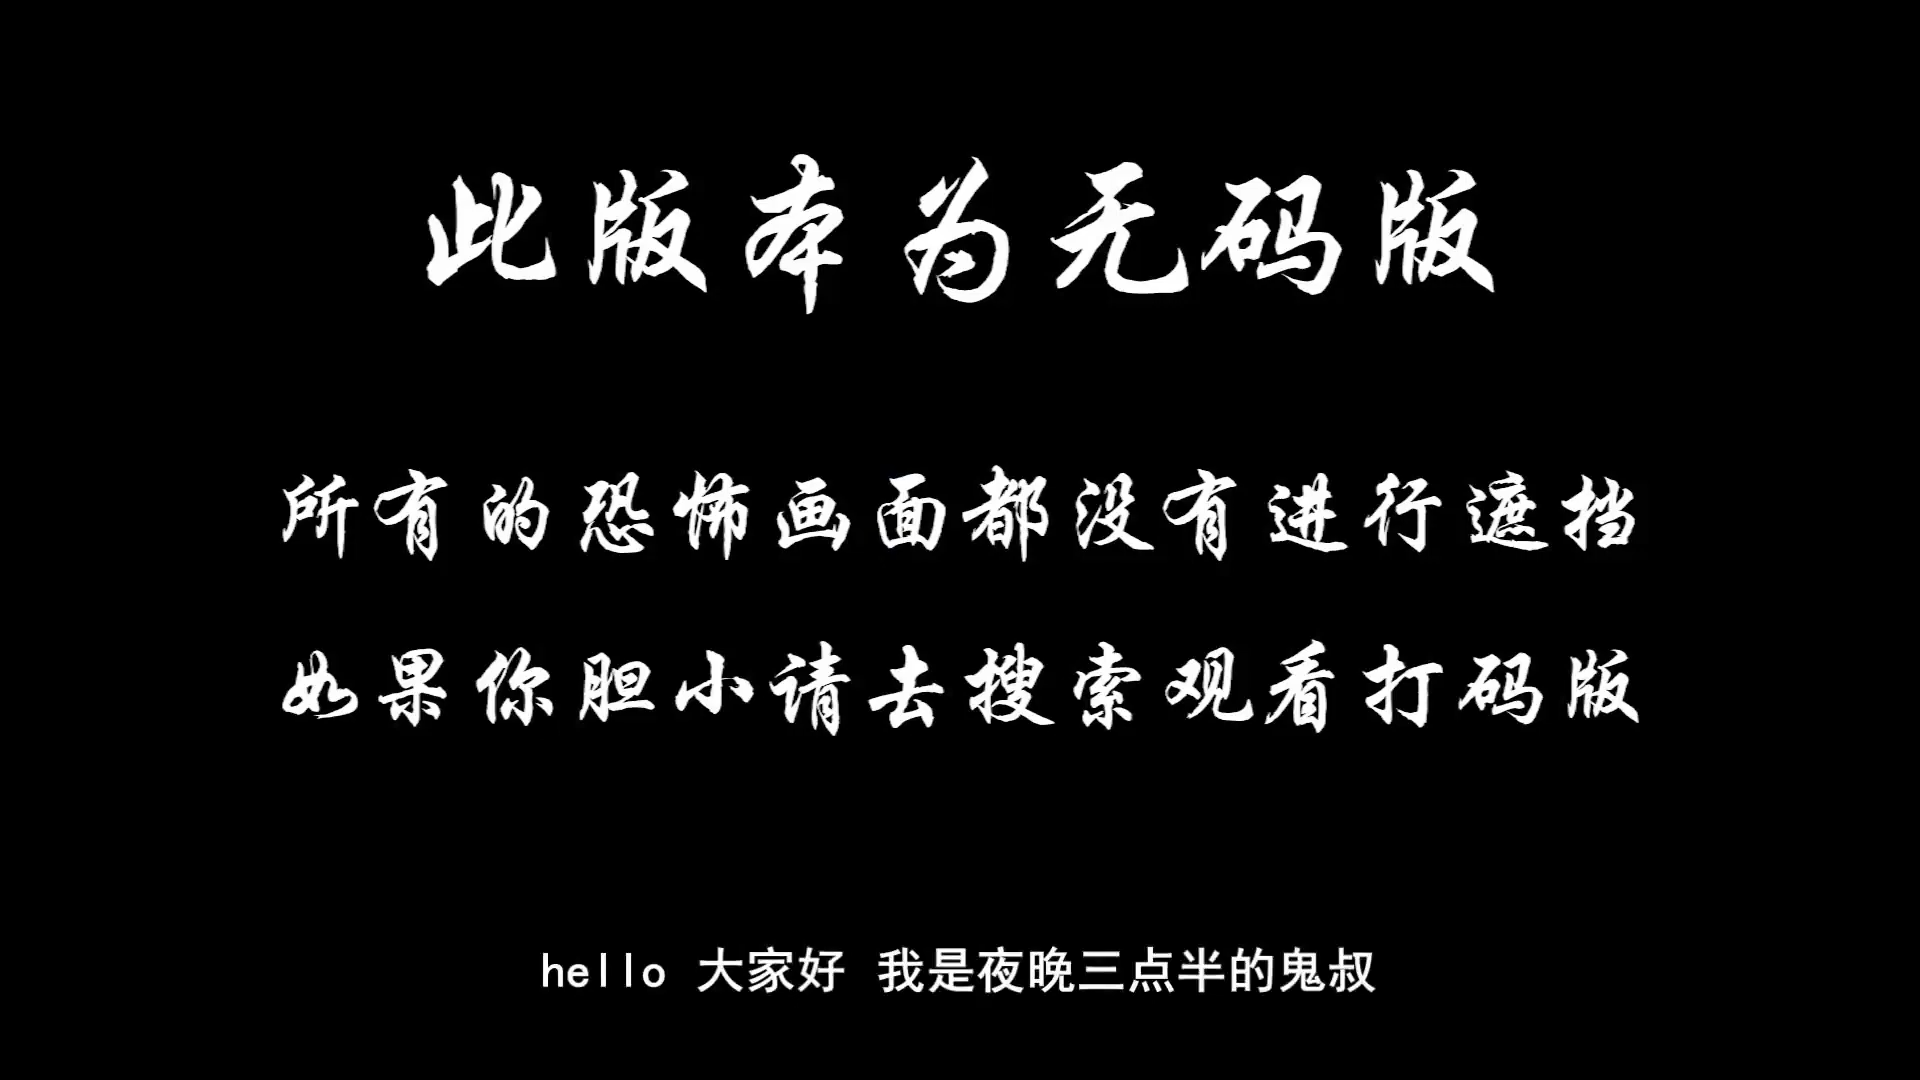 此版本为无码版
所有的恐怖画面都没有进行遮挡
如果你胆小请去搜索观看打码版
hello 大家好 我是夜晚三点半的鬼叔